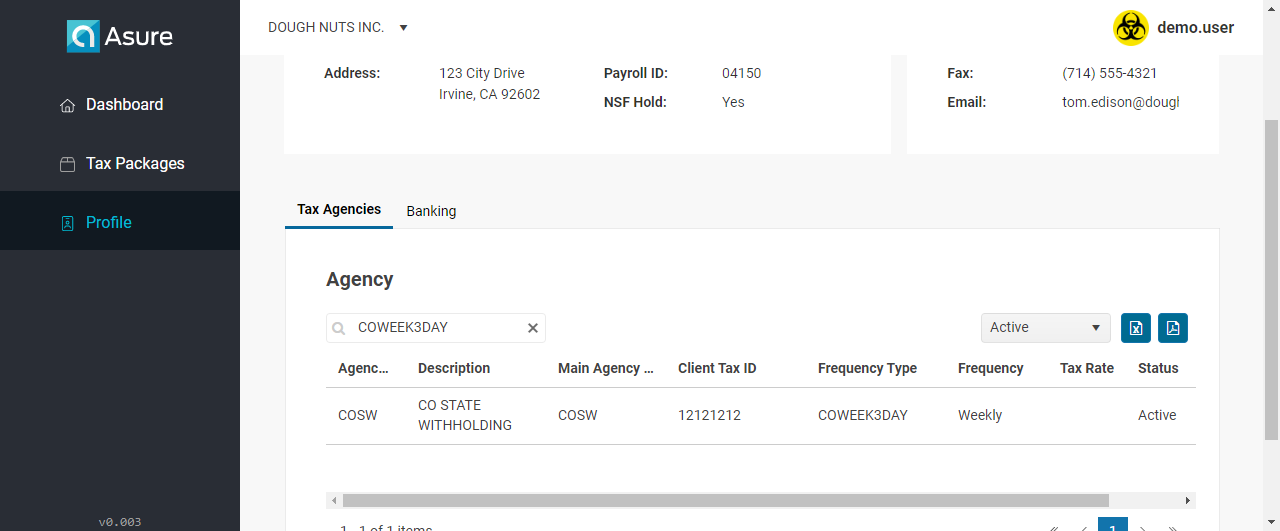 Asure
DOUGH NUTS INC.
demo.user
Dashboard
Tax Packages
Profile
v0.003
Address:
123 City Drive
Irvine, CA 92602
Payroll ID:
04150
NSF Hold:
Yes
Fax:
(714) 555-4321
Email:
tom.edison@dough
Tax Agencies
Banking
Agency
COWEEK3DAY
Active
Agenc...
Description
Main Agency ...
Client Tax ID
Frequency Type
Frequency
Tax Rate
Status
COSW
CO STATE
WITHHOLDING
COSW
12121212
COWEEK3DAY
Weekly
Active
1 - 1 of 1 items
1